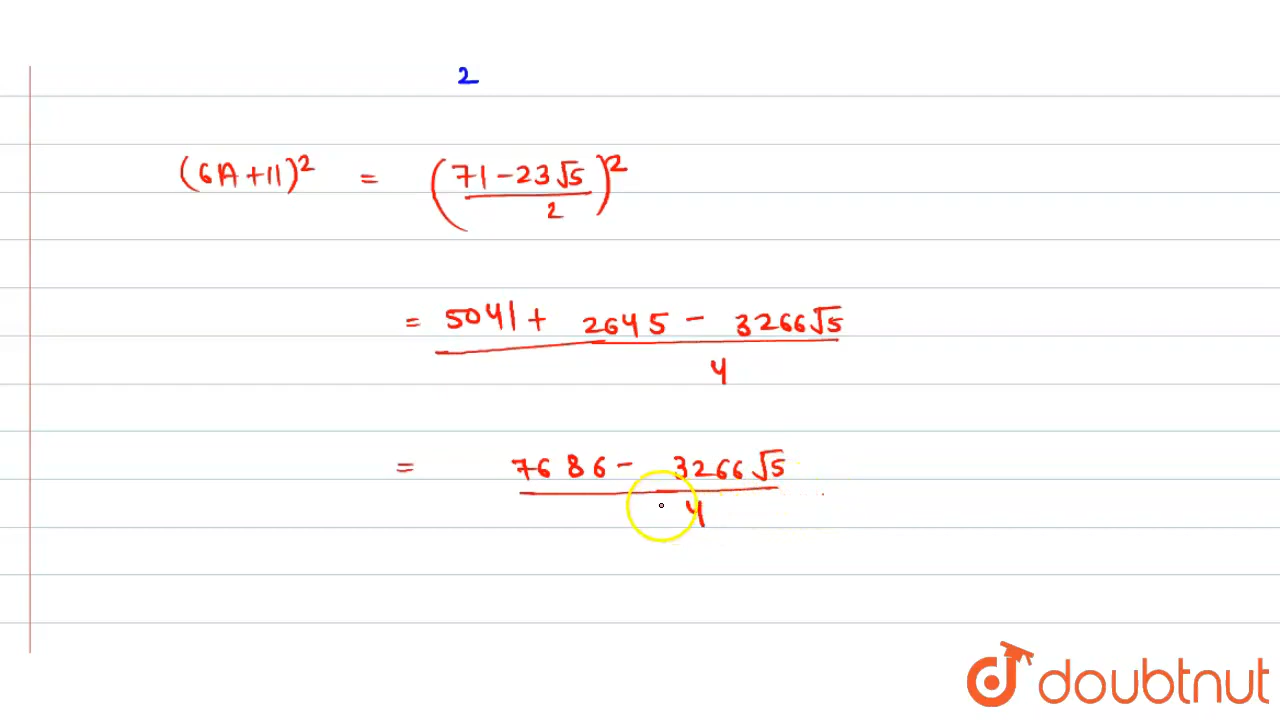 2
(6A+11)² = (71-23√5/2)²
= 5041+ 2645 - 3266√5/4
= 7686 - 3266√5/4
doubtnut